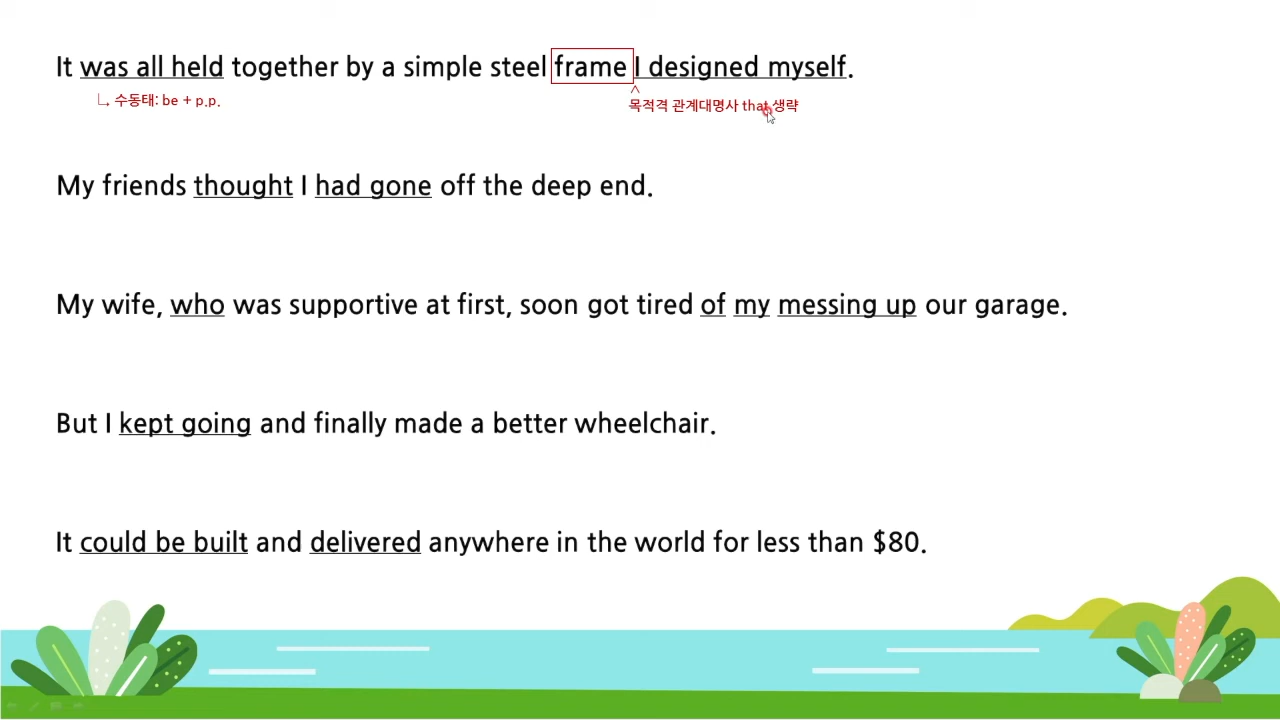 It was all held together by a simple steel frame I designed myself.
↳ 수동태: be + p.p.
^
목적격 관계대명사 that 생략
My friends thought I had gone off the deep end.
My wife, who was supportive at first, soon got tired of my messing up our garage.
But I kept going and finally made a better wheelchair.
It could be built and delivered anywhere in the world for less than $80.